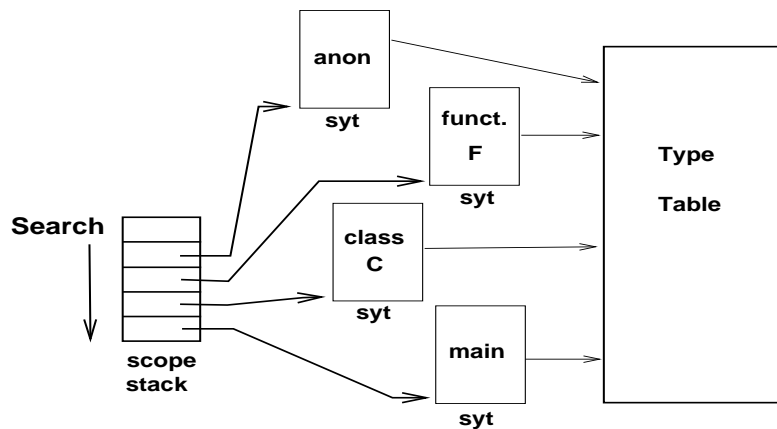 anon
syt
funct.
F
syt
Type
Table
Search
class
C
syt
main
syt
scope
stack